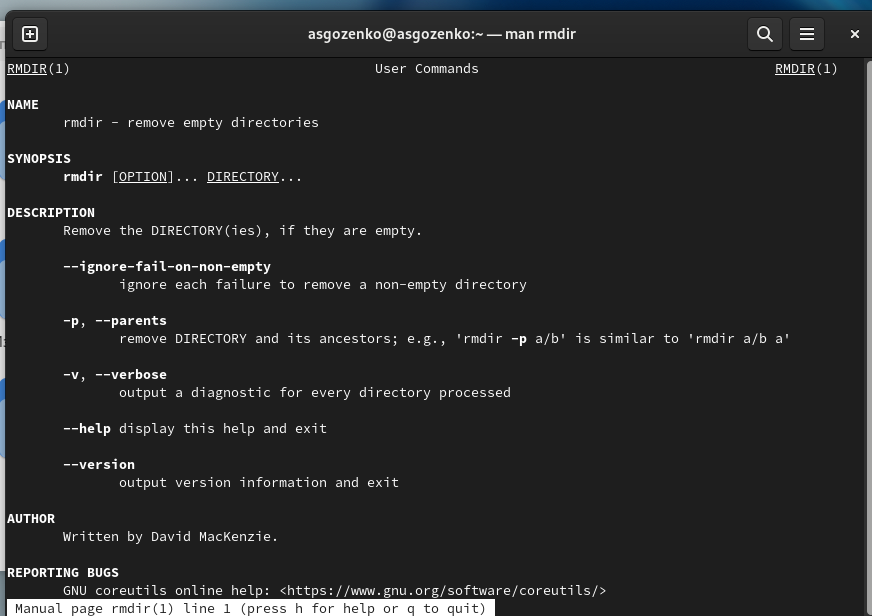 asgozenko@asgozenko:~ — man rmdir
RMDIR(1) User Commands RMDIR(1)
NAME
rmdir - remove empty directories
SYNOPSIS
rmdir [OPTION]... DIRECTORY...
DESCRIPTION
Remove the DIRECTORY(ies), if they are empty.
--ignore-fail-on-non-empty
ignore each failure to remove a non-empty directory
-p, --parents
remove DIRECTORY and its ancestors; e.g., 'rmdir -p a/b' is similar to 'rmdir a/b a'
-v, --verbose
output a diagnostic for every directory processed
--help display this help and exit
--version
output version information and exit
AUTHOR
Written by David MacKenzie.
REPORTING BUGS
GNU coreutils online help: <https://www.gnu.org/software/coreutils/>
Manual page rmdir(1) line 1 (press h for help or q to quit)